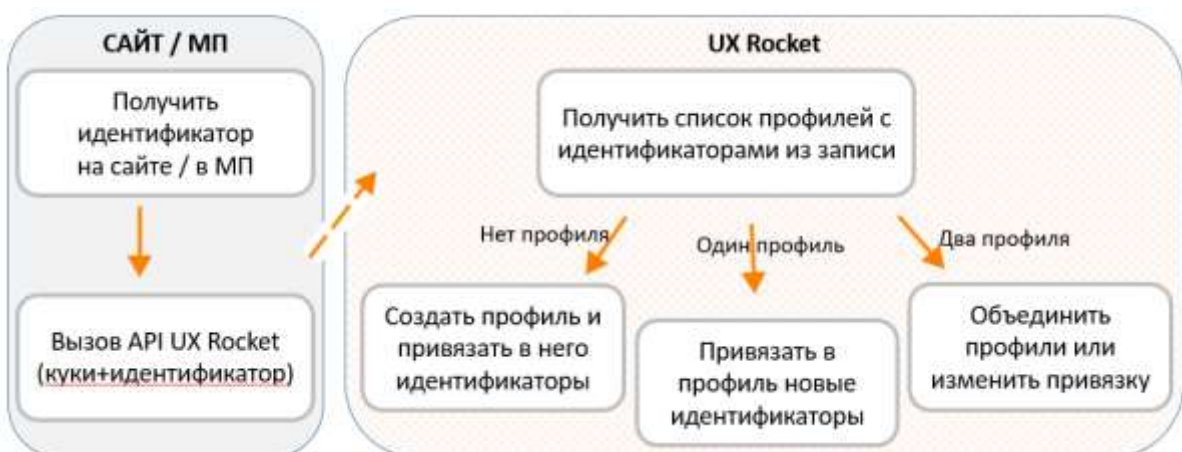 САЙТ / МП
Получить
идентификатор
на сайте / в МП
Вызов API UX Rocket
(куки+идентификатор)
UX Rocket
Получить список профилей с
идентификаторами из записи
Нет профиля
Один профиль
Два профиля
Создать профиль и
привязать в него
идентификаторы
Привязать в
профиль новые
идентификаторы
Объединить
профили или
изменить привязку